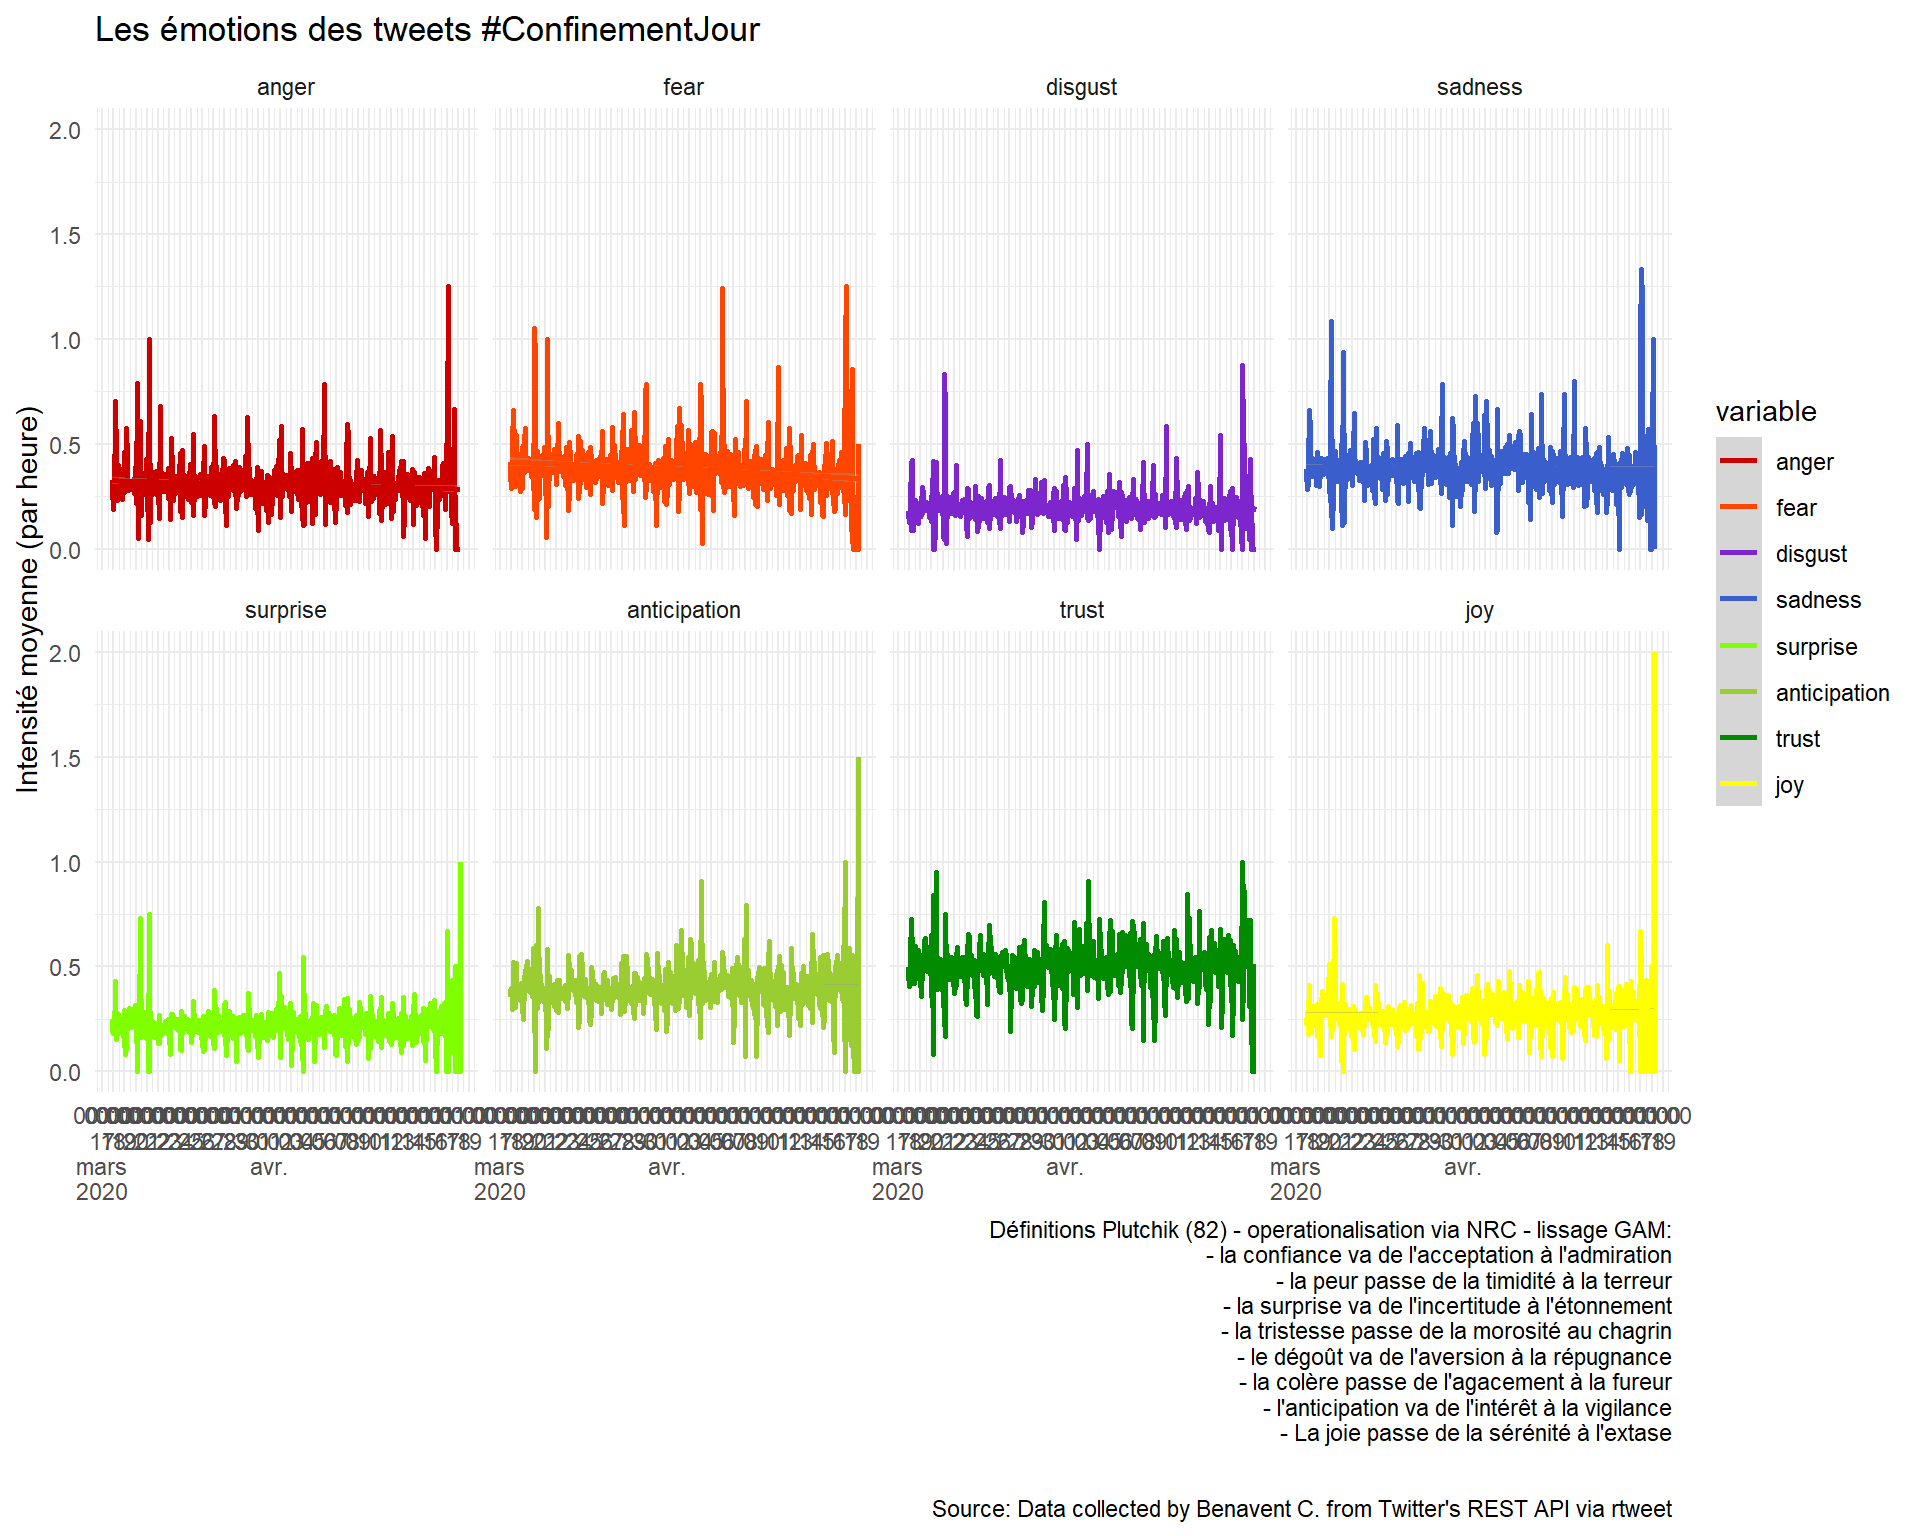 Les émotions des tweets #ConfinementJour
anger
fear
disgust
sadness
2.0
1.5
1.0
0.5
0.0
Intensité moyenne (par heure)
surprise
anticipation
trust
joy
2.0
1.5
1.0
0.5
0.0
mars
avr.
mars
avr.
mars
avr.
mars
avr.
2020
2020
2020
2020
variable
anger
fear
disgust
sadness
surprise
anticipation
trust
joy
Définitions Plutchik (82) - operationalisation via NRC - lissage GAM:
- la confiance va de l'acceptation à l'admiration
- la peur passe de la timidité à la terreur
- la surprise va de l'incertitude à l'étonnement
- la tristesse passe de la morosité au chagrin
- le dégoût va de l'aversion à la répugnance
- la colère passe de l'agacement à la fureur
- l'anticipation va de l'intérêt à la vigilance
- La joie passe de la sérénité à l'extase
Source: Data collected by Benavent C. from Twitter's REST API via rtweet